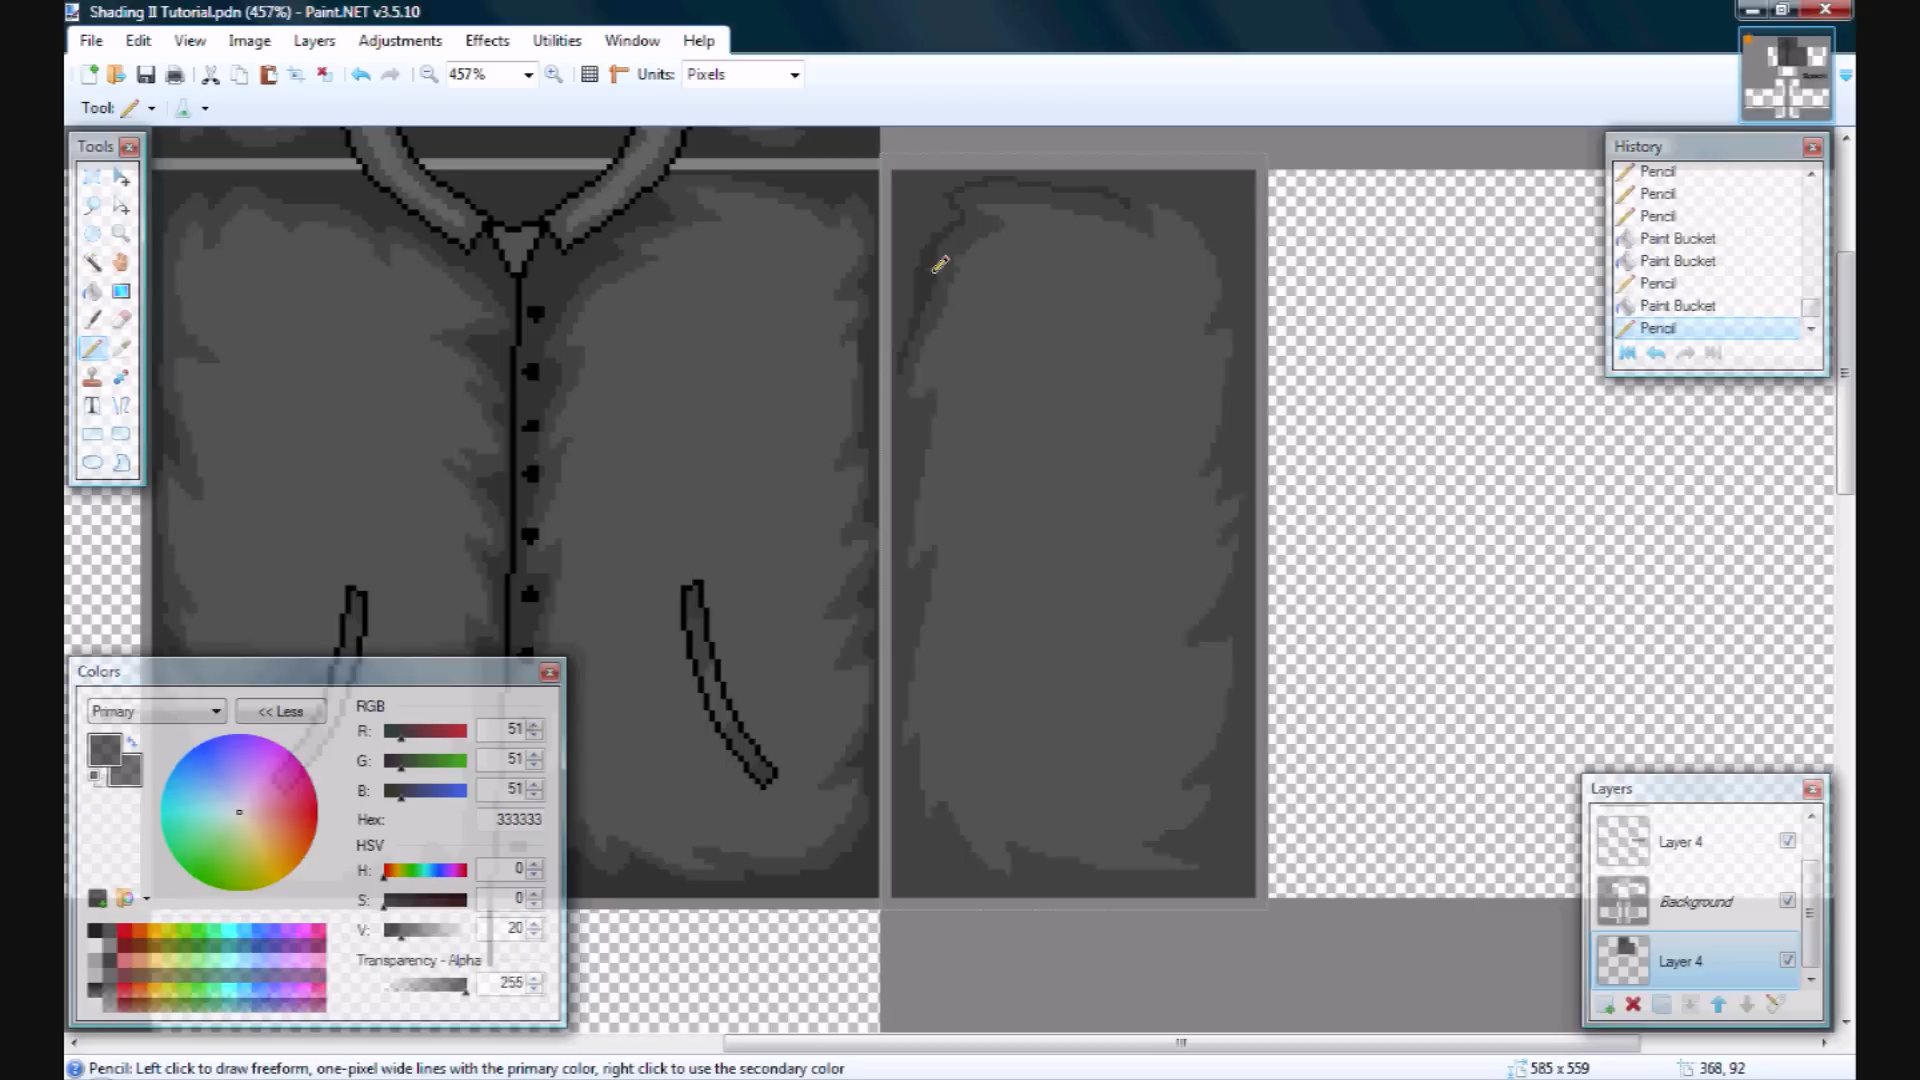 Shading II Tutorial.pdn (457%) - Paint.NET v3.5.10
File Edit View Image Layers Adjustments Effects Utilities Window Help
457% Units: Pixels
Tool:
Tools
History
Pencil
Pencil
Pencil
Paint Bucket
Paint Bucket
Pencil
Paint Bucket
Pencil
Colors
Primary << Less
RGB
R: 51
G: 51
B: 51
Hex: 333333
HSV
H: 0
S: 0
V: 20
Transparency - Alpha
255
Layers
Layer 4
Background
Layer 4
Pencil: Left click to draw freeform, one-pixel wide lines with the primary color, right click to use the secondary color 585 x 559 368, 92